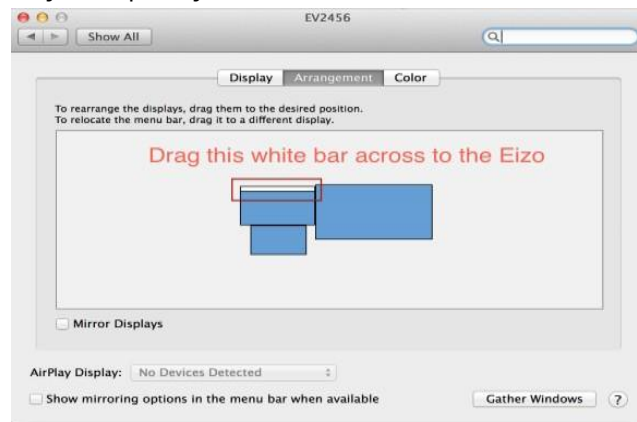 EV2456
Show All
Display Arrangement Color
To rearrange the displays, drag them to the desired position.
To relocate the menu bar, drag it to a different display.
Drag this white bar across to the Eizo
Mirror Displays
AirPlay Display: No Devices Detected
Show mirroring options in the menu bar when available
Gather Windows ?